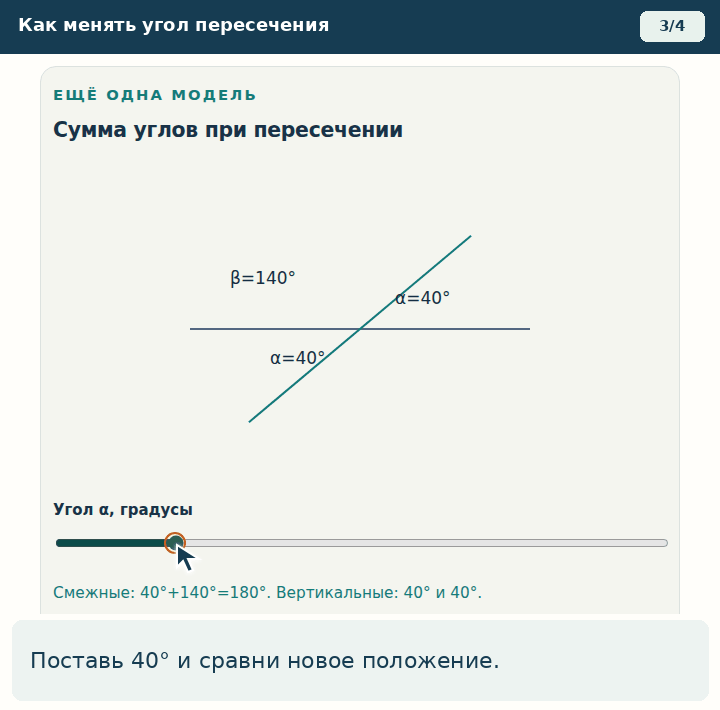 Как менять угол пересечения
3/4
ЕЩЁ ОДНА МОДЕЛЬ
Сумма углов при пересечении
β=140°
α=40°
α=40°
Угол α, градусы
Смежные: 40°+140°=180°. Вертикальные: 40° и 40°.
Поставь 40° и сравни новое положение.